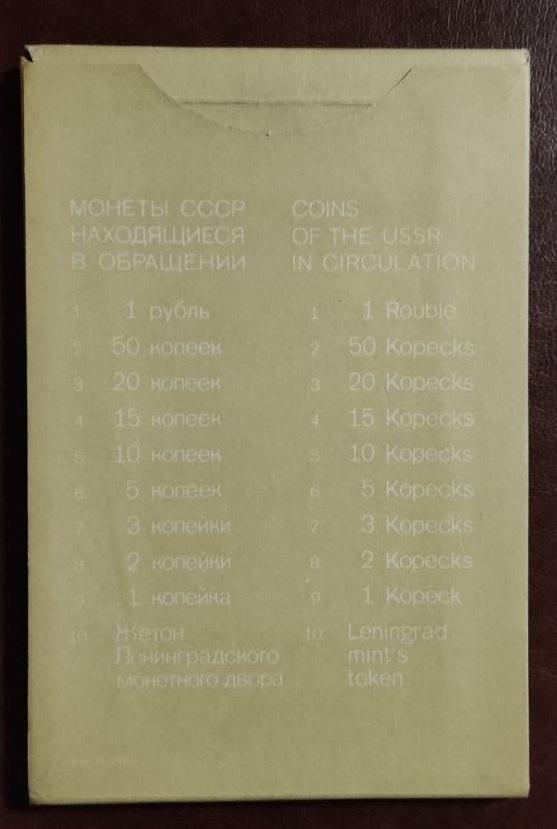 МОНЕТЫ СССР
НАХОДЯЩИЕСЯ
В ОБРАЩЕНИИ
1 1 рубль
2 50 копеек
3 20 копеек
4 15 копеек
5 10 копеек
6 5 копеек
7 3 копейки
8 2 копейки
9 1 копейка
10 Жетон
Ленинградского
монетного двора
COINS
OF THE USSR
IN CIRCULATION
1 1 Rouble
2 50 Kopecks
3 20 Kopecks
4 15 Kopecks
5 10 Kopecks
6 5 Kopecks
7 3 Kopecks
8 2 Kopecks
9 1 Kopeck
10 Leningrad
mint's
token